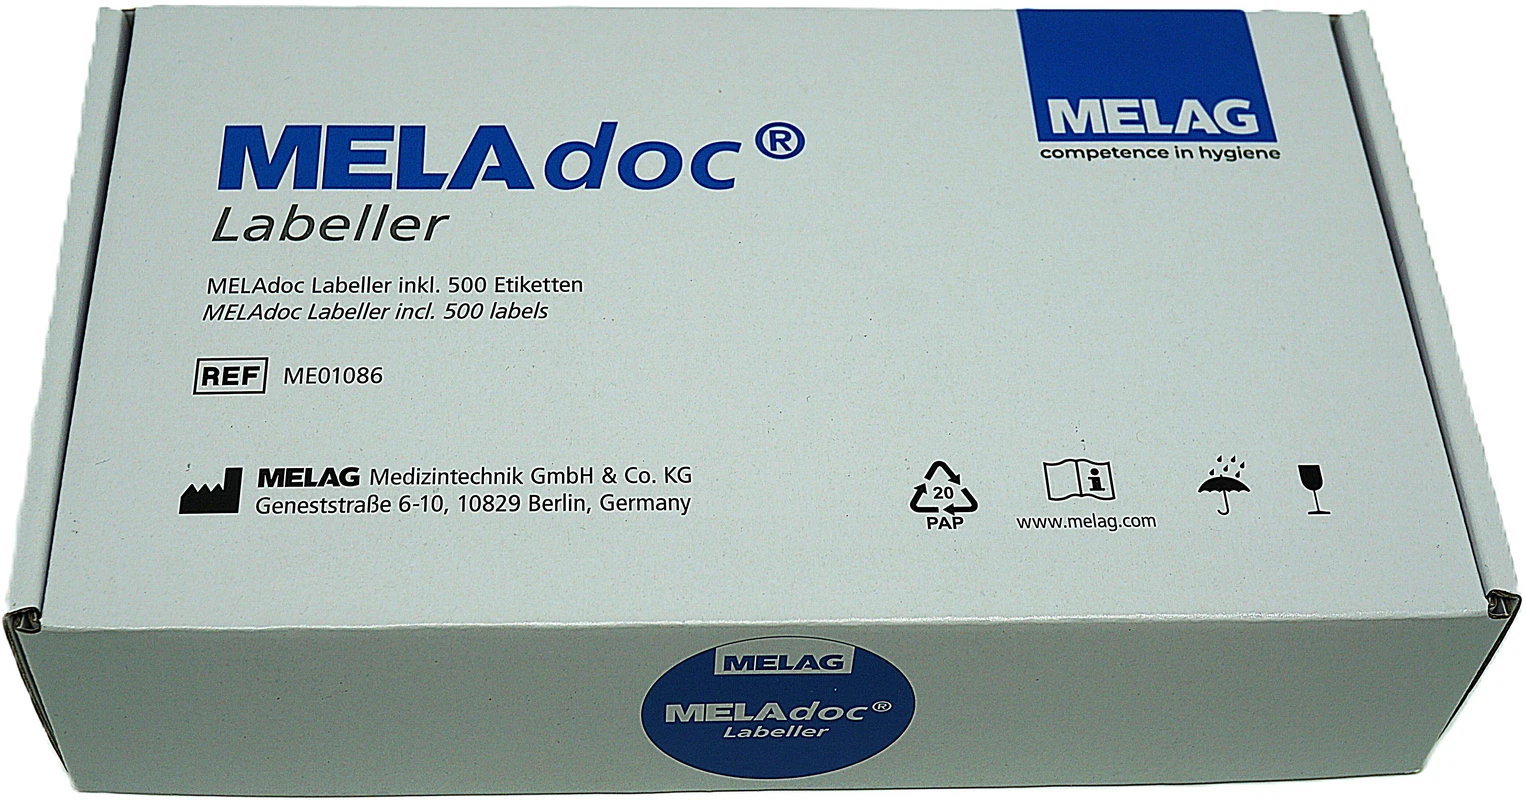 MELAG
competence in hygiene
MELAdoc®
Labeller
MELAdoc Labeller inkl. 500 Etiketten
MELAdoc Labeller incl. 500 labels
REF ME01086
MELAG Medizintechnik GmbH & Co. KG
Geneststraße 6-10, 10829 Berlin, Germany
20
PAP
i
www.melag.com
MELAG
MELAdoc®
Labeller